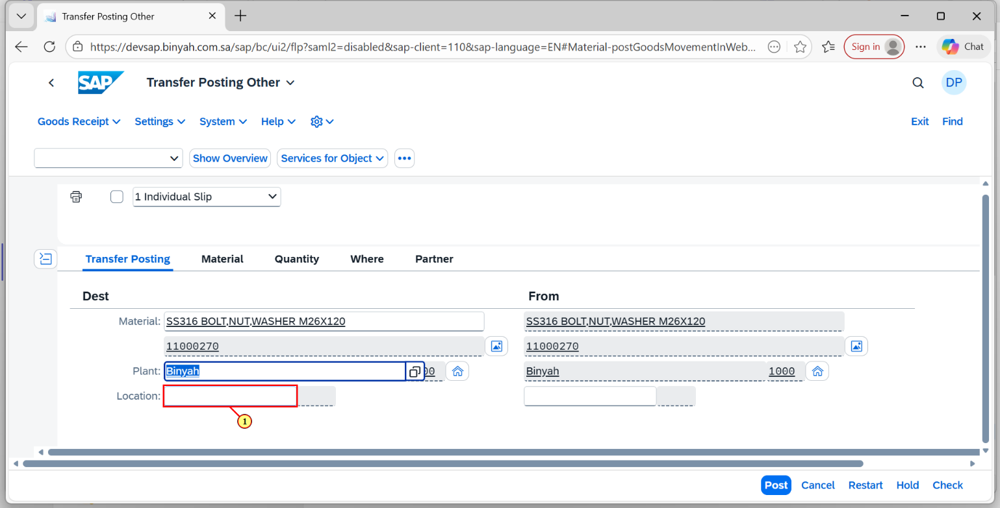 Transfer Posting Other
https://devsap.binyah.com.sa/sap/bc/ui2/flp?saml2=disabled&sap-client=110&sap-language=EN#Material-postGoodsMovementInWeb...
Sign in
Chat
SAP
Transfer Posting Other
DP
Goods Receipt
Settings
System
Help
Exit
Find
Show Overview
Services for Object
1 Individual Slip
Transfer Posting
Material
Quantity
Where
Partner
Dest
From
Material: SS316 BOLT,NUT,WASHER M26X120
SS316 BOLT,NUT,WASHER M26X120
11000270
11000270
Plant: Binyah 00
Binyah 1000
Location:
1
Post
Cancel
Restart
Hold
Check